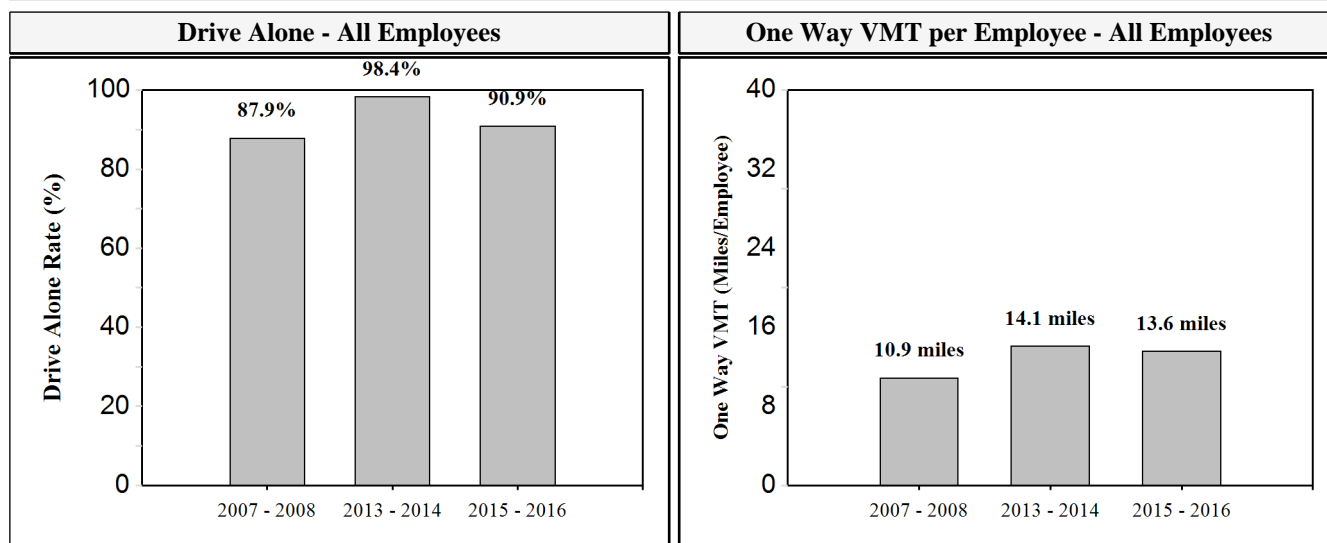 Drive Alone - All Employees
98.4%
90.9%
87.9%
100
80
60
40
20
0
Drive Alone Rate (%)
2007 - 2008
2013 - 2014
2015 - 2016
One Way VMT per Employee - All Employees
40
32
24
16
8
0
One Way VMT (Miles/Employee)
10.9 miles
14.1 miles
13.6 miles
2007 - 2008
2013 - 2014
2015 - 2016